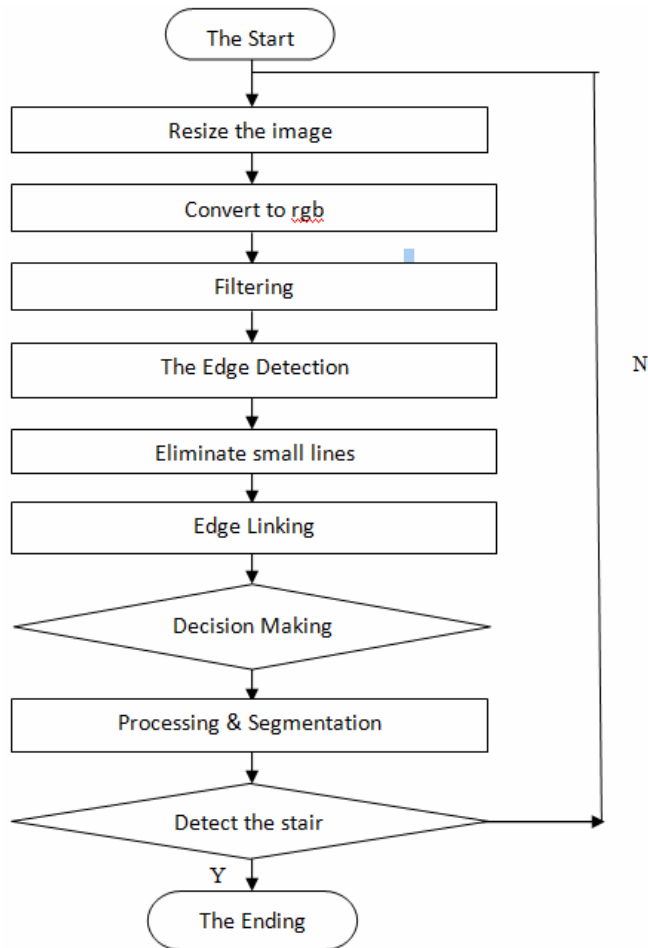 The Start
Resize the image
Convert to rgb
Filtering
The Edge Detection
N
Eliminate small lines
Edge Linking
Decision Making
Processing & Segmentation
Detect the stair
Y
The Ending